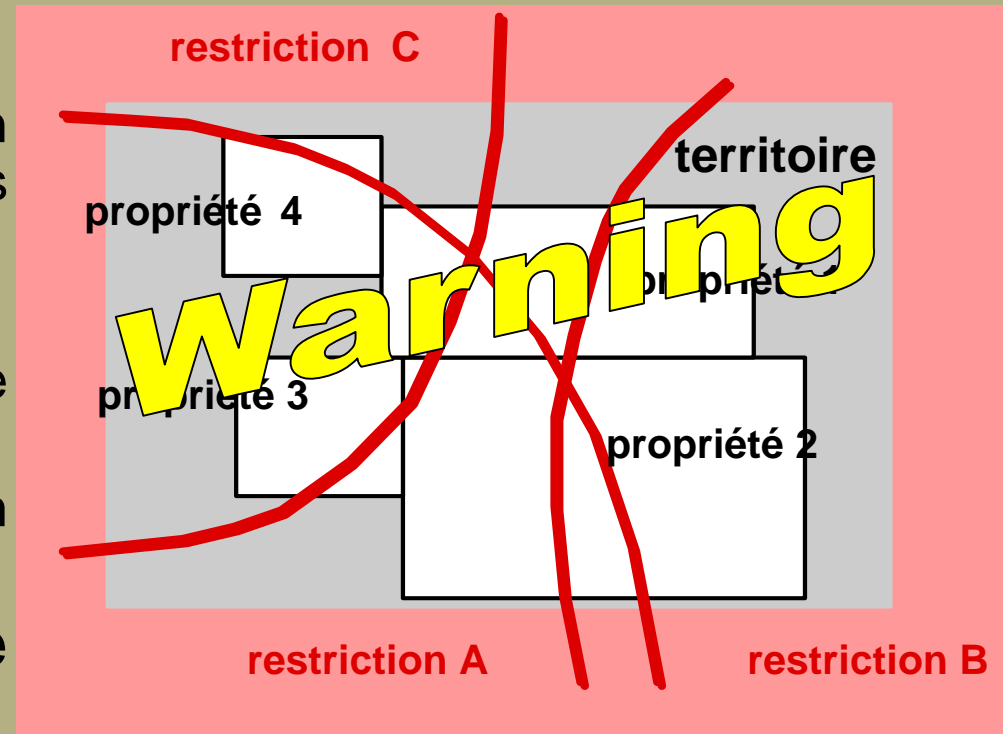 restriction C
territoire
propriété 4
Warning
propriété 3
propriété 2
restriction A
restriction B